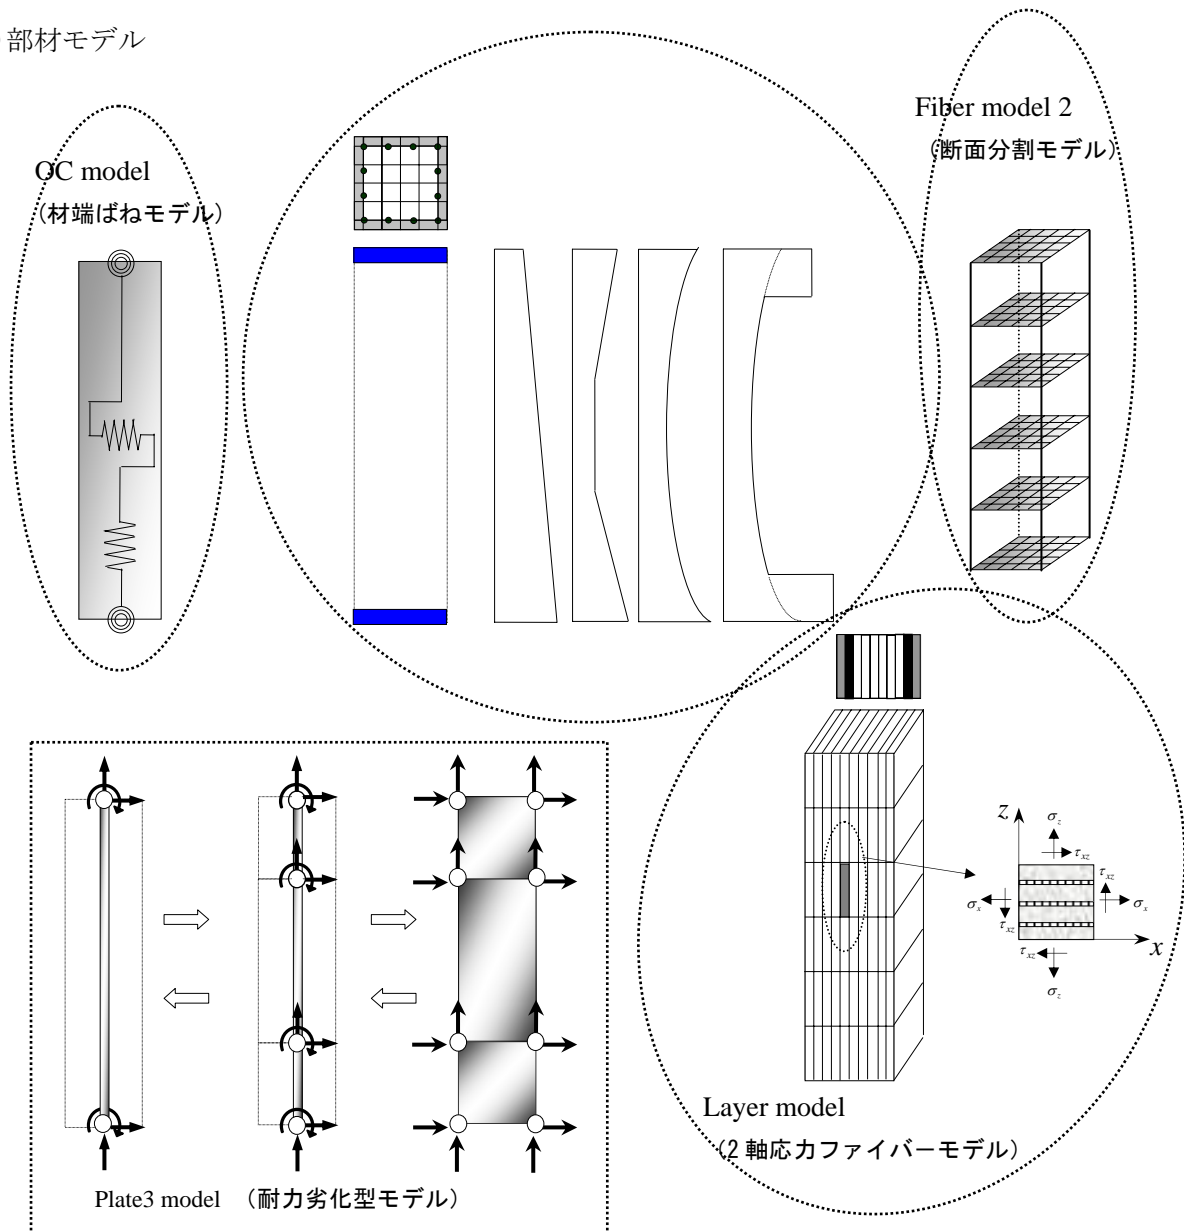 部材モデル
Fiber model 2
(断面分割モデル)
OC model
(材端ばねモデル)
z
σz
τxz
τxz
σx
σx
τxz
x
τxz
σz
Layer model
(2軸応力ファイバーモデル)
Plate3 model (耐力劣化型モデル)